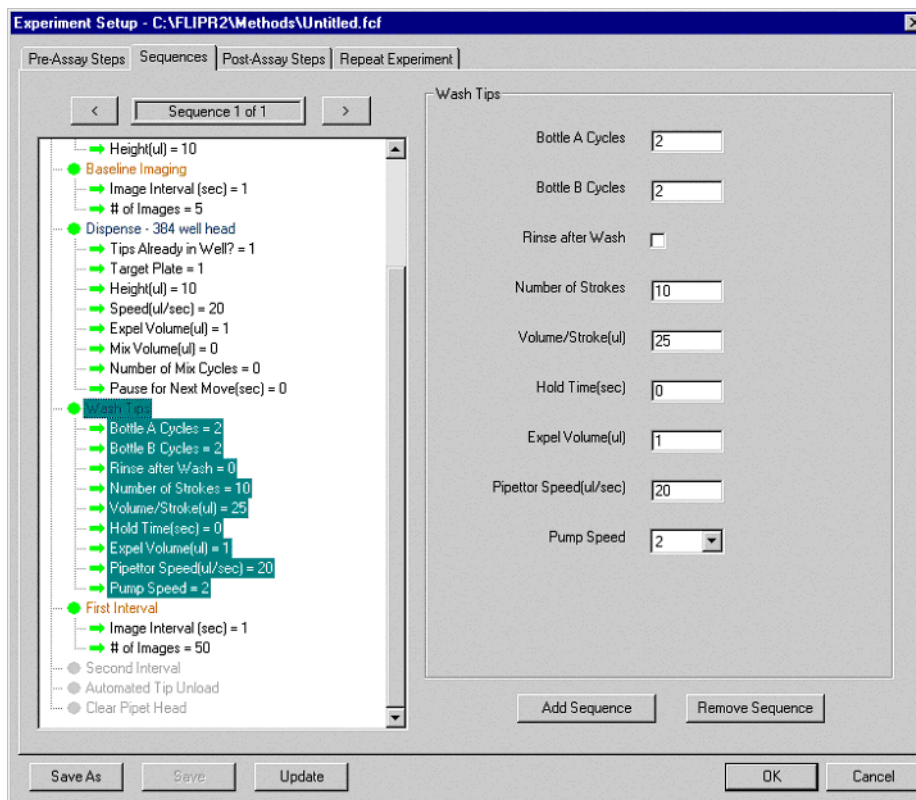 Experiment Setup - C:\FLIPR2\Methods\Untitled.fcf
Pre-Assay Steps
Sequences
Post-Assay Steps
Repeat Experiment
<
Sequence 1 of 1
>
Height(ul) = 10
Baseline Imaging
Image Interval (sec) = 1
# of Images = 5
Dispense - 384 well head
Tips Already in Well? = 1
Target Plate = 1
Height(ul) = 10
Speed(ul/sec) = 20
Expel Volume(ul) = 1
Mix Volume(ul) = 0
Number of Mix Cycles = 0
Pause for Next Move(sec) = 0
Wash Tips
Bottle A Cycles = 2
Bottle B Cycles = 2
Rinse after Wash = 0
Number of Strokes = 10
Volume/Stroke(ul) = 25
Hold Time(sec) = 0
Expel Volume(ul) = 1
Pipettor Speed(ul/sec) = 20
Pump Speed = 2
First Interval
Image Interval (sec) = 1
# of Images = 50
Second Interval
Automated Tip Unload
Clear Pipet Head
Wash Tips
Bottle A Cycles 2
Bottle B Cycles 2
Rinse after Wash
Number of Strokes 10
Volume/Stroke(ul) 25
Hold Time(sec) 0
Expel Volume(ul) 1
Pipettor Speed(ul/sec) 20
Pump Speed 2
Add Sequence
Remove Sequence
Save As
Save
Update
OK
Cancel